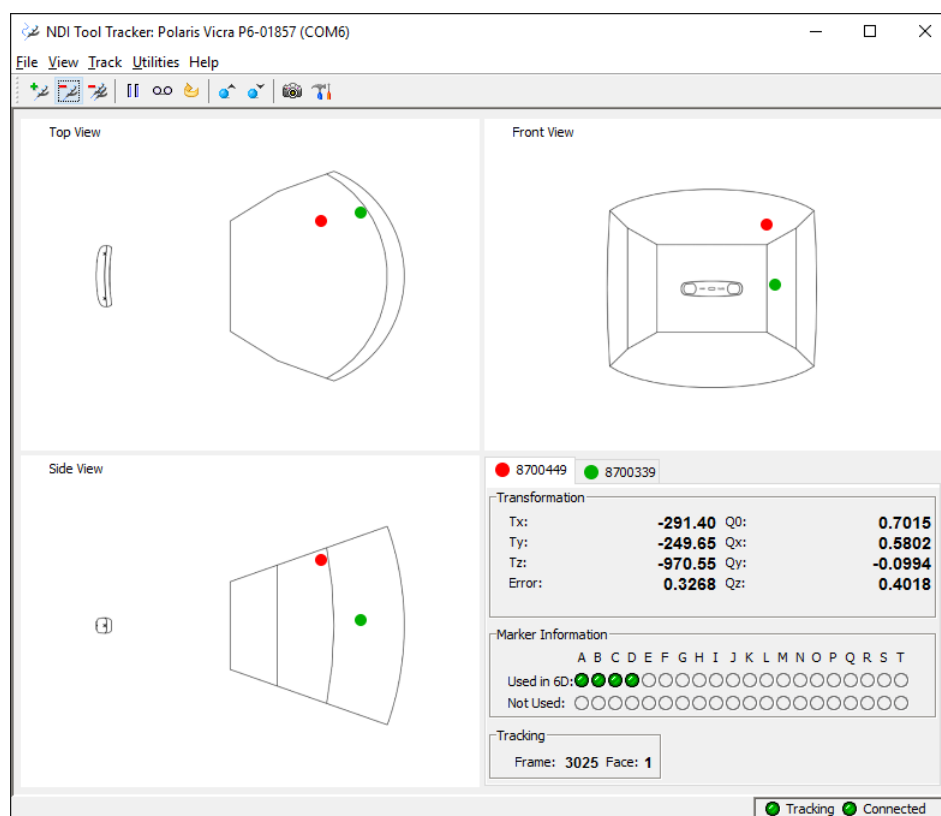 NDI Tool Tracker: Polaris Vicra P6-01857 (COM6)
File View Track Utilities Help
Top View
Front View
Side View
8700449 8700339
Transformation
Tx: -291.40 Q0: 0.7015
Ty: -249.65 Qx: 0.5802
Tz: -970.55 Qy: -0.0994
Error: 0.3268 Qz: 0.4018
Marker Information
A B C D E F G H I J K L M N O P Q R S T
Used in 6D:
Not Used:
Tracking
Frame: 3025 Face: 1
Tracking Connected